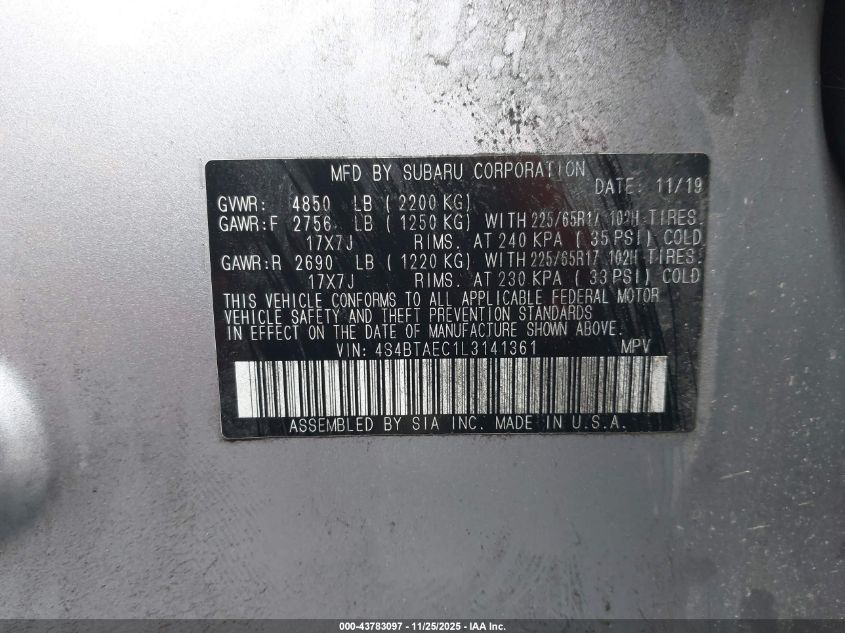 MFD BY SUBARU CORPORATION
DATE: 11/19
GVWR: 4850 LB (2200 KG)
GAWR:F 2756 LB (1250 KG) WITH 225/65R17 102H TIRES
17X7J RIMS. AT 240 KPA (35 PSI) COLD
GAWR:R 2690 LB (1220 KG) WITH 225/65R17 102H TIRES
17X7J RIMS. AT 230 KPA (33 PSI) COLD
THIS VEHICLE CONFORMS TO ALL APPLICABLE FEDERAL MOTOR
VEHICLE SAFETY AND THEFT PREVENTION STANDARDS
IN EFFECT ON THE DATE OF MANUFACTURE SHOWN ABOVE.
VIN: 4S4BTAEC1L3141361 MPV
ASSEMBLED BY SIA INC. MADE IN U.S.A.
000-43783097 - 11/25/2025 - IAA Inc.